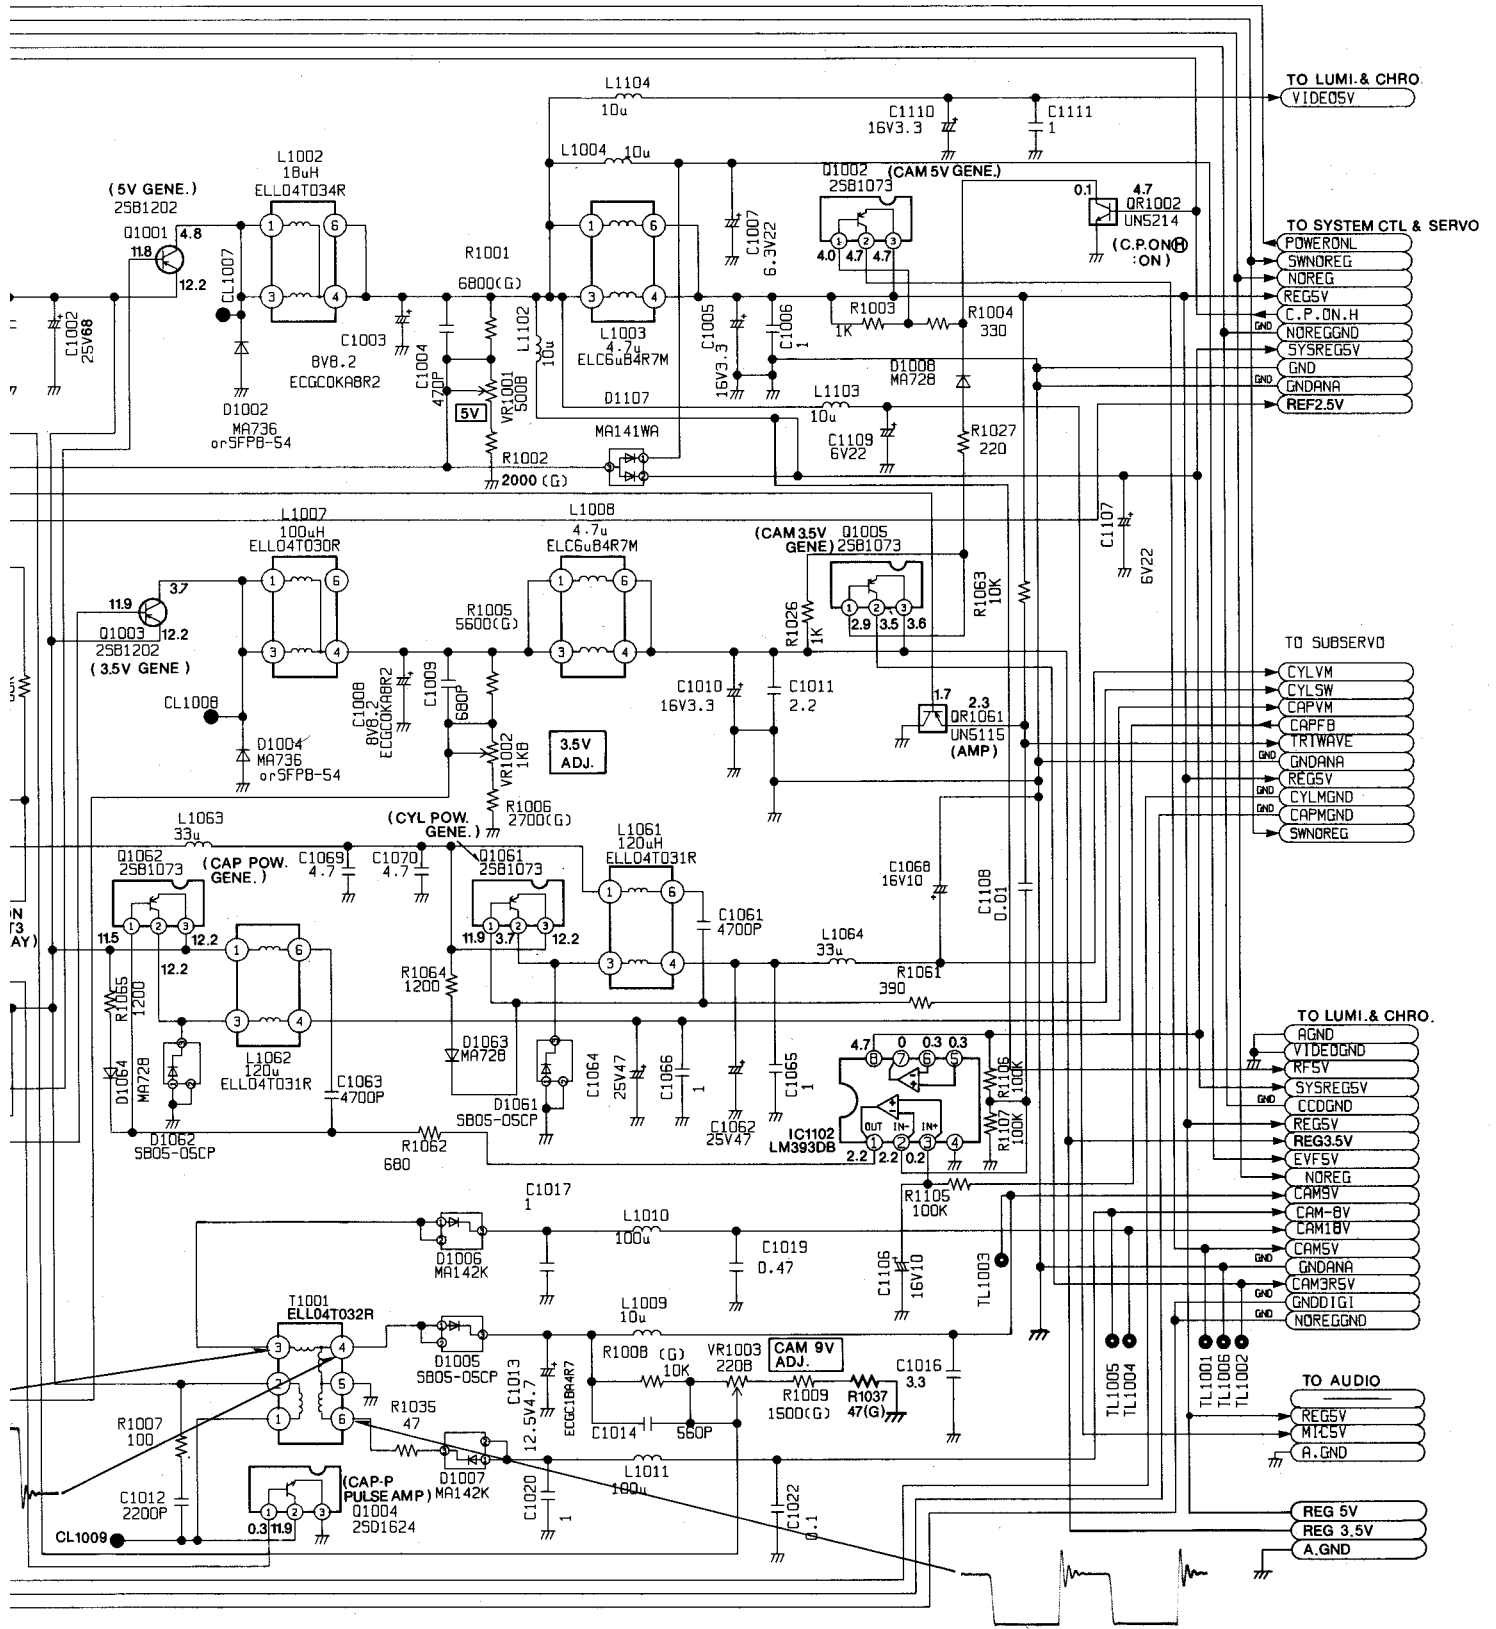 TO LUMI.& CHRO.
VIDEO5V
L1104
10u
C1110
16V3.3
C1111
1
L1002
18uH
ELL04T034R
(5V GENE.)
2SB1202
Q1001
4.8
11.8
12.2
CL1007
L1004 10u
C1007
6.3V22
Q1002
2SB1073
(CAM 5V GENE.)
4.0 4.7 4.7
0.1
4.7
QR1002
UN5214
(C.P.ON H
:ON)
TO SYSTEM CTL & SERVO
POWERONL
SWNOREG
NOREG
REG5V
C.P.ON.H
GND NOREGGND
SYSREG5V
GND
GND GNDANA
REF2.5V
C1002
25V68
R1001
6800(G)
C1003
8V8.2
ECGC0KA8R2
C1004
470P
VR1001
500B
5V
L1102
10u
L1003
4.7u
ELC6uB4R7M
C1005
16V3.3
C1006
1
R1003
1K
R1004
330
D1008
MA728
L1103
10u
C1109
6V22
R1027
220
D1002
MA736
orSFPB-54
D1107
MA141WA
R1002
2000 (G)
L1007
100uH
ELL04T030R
L1008
4.7u
ELC6uB4R7M
(CAM 3.5V
GENE)
Q1005
2SB1073
2.9 3.5 3.6
C1107
6V22
3.7
11.9
12.2
Q1003
2SB1202
(3.5V GENE )
R1005
5600(G)
R1026
1K
R1063
10K
CL1008
D1004
MA736
orSFPB-54
C1008
8V8.2
ECGC0KA8R2
C1009
680P
VR1002
1KB
3.5V
ADJ.
R1006
2700(G)
C1010
16V3.3
C1011
2.2
1.7
2.3
QR1061
UN5115
(AMP)
TO SUBSERVO
CYLVM
CYLSW
CAPVM
CAPFB
TRIWAVE
GND GNDANA
REG5V
GND CYLMGND
GND CAPMGND
SWNOREG
L1063
33u
(CYL POW.
GENE.)
Q1062
2SB1073
(CAP POW.
GENE.)
C1069
4.7
C1070
4.7
Q1061
2SB1073
L1061
120uH
ELL04T031R
11.5
12.2
12.2
11.9 3.7 12.2
C1061
4700P
C1068
16V10
C1108
0.01
L1064
33u
R1061
390
R1065
1200
R1064
1200
D1064
MA728
D1062
SB05-05CP
L1062
120u
ELL04T031R
C1063
4700P
D1063
MA728
D1061
SB05-05CP
C1064
25V47
C1066
1
C1062
25V47
C1065
1
R1062
680
4.7 0 0.3 0.3
OUT IN- IN+
IC1102
LM393DB
2.2 2.2 0.2
R1106
100K
R1107
100K
R1105
100K
C1106
16V10
TL1003
TO LUMI.& CHRO.
AGND
VIDEOGND
RF5V
SYSREG5V
GND CCDGND
REG5V
REG3.5V
EVF5V
NOREG
CAM9V
CAM-8V
CAM18V
CAM5V
GND GNDANA
CAM3R5V
GND GNDDIGI
GND NOREGGND
C1017
1
D1006
MA142K
L1010
100u
C1019
0.47
T1001
ELL04T032R
D1005
SB05-05CP
L1009
10u
C1013
12.5V4.7
ECGC1BA4R7
R1008 (G)
10K
VR1003
220B
CAM 9V
ADJ.
R1009
1500(G)
R1037
47(G)
C1016
3.3
C1014
560P
R1007
100
R1035
47
D1007
MA142K
L1011
100u
C1020
1
C1022
0.1
C1012
2200P
CL1009
(CAP-P
PULSE AMP)
Q1004
2SD1624
0.3 11.9
TL1005
TL1004
TL1001
TL1006
TL1002
TO AUDIO
REG5V
MIC5V
A.GND
REG 5V
REG 3.5V
A.GND